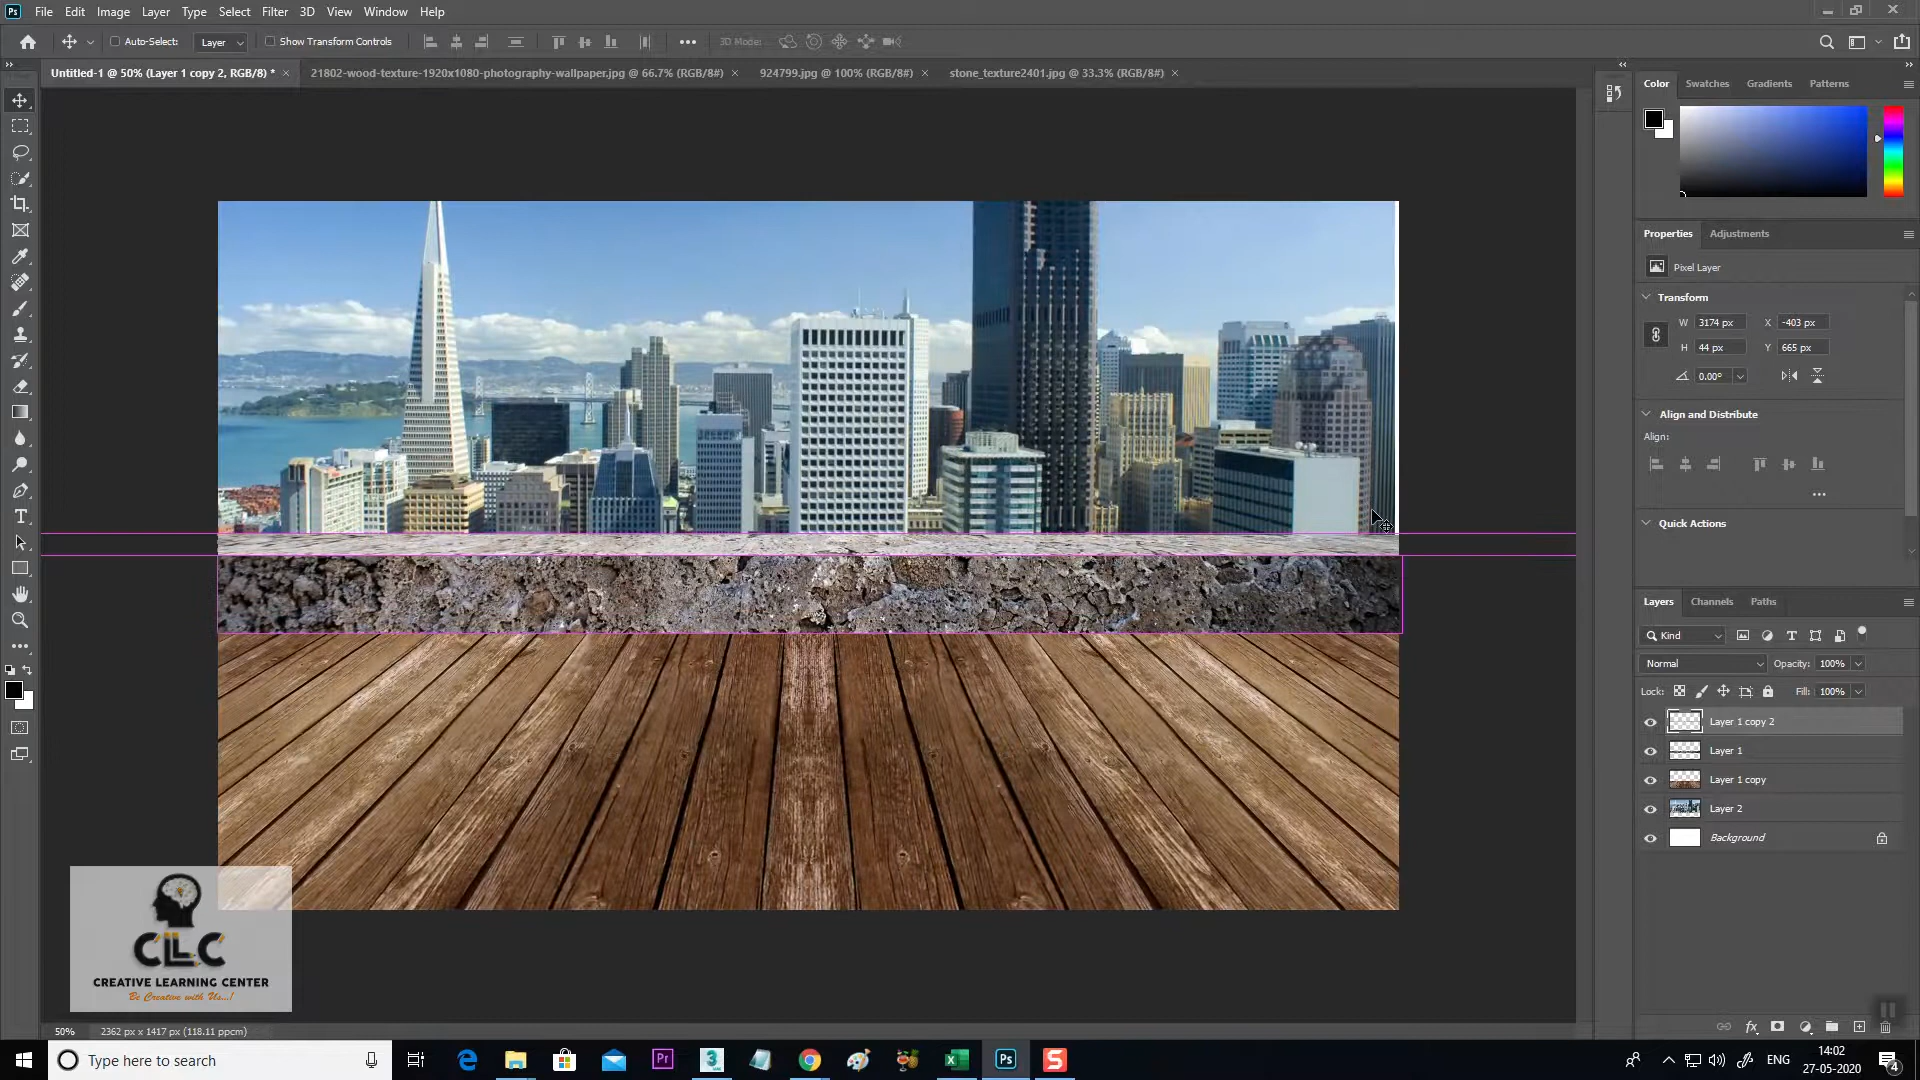 File Edit Image Layer Type Select Filter 3D View Window Help
Auto-Select: Layer Show Transform Controls 3D Mode:
Untitled-1 @ 50% (Layer 1 copy 2, RGB/8) * 21802-wood-texture-1920x1080-photography-wallpaper.jpg @ 66.7% (RGB/8#) 924799.jpg @ 100% (RGB/8#) stone_texture2401.jpg @ 33.3% (RGB/8#)
Color Swatches Gradients Patterns
Properties Adjustments
Pixel Layer
Transform
W 3174 px X -403 px
H 44 px Y 665 px
0.00°
Align and Distribute
Align:
Quick Actions
Layers Channels Paths
Kind
Normal Opacity: 100%
Lock: Fill: 100%
Layer 1 copy 2
Layer 1
Layer 1 copy
Layer 2
Background
CLC
CREATIVE LEARNING CENTER
Be Creative with Us...!
50% 2362 px x 1417 px (118.11 ppcm)
Type here to search
ENG
14:02
27-05-2020
4